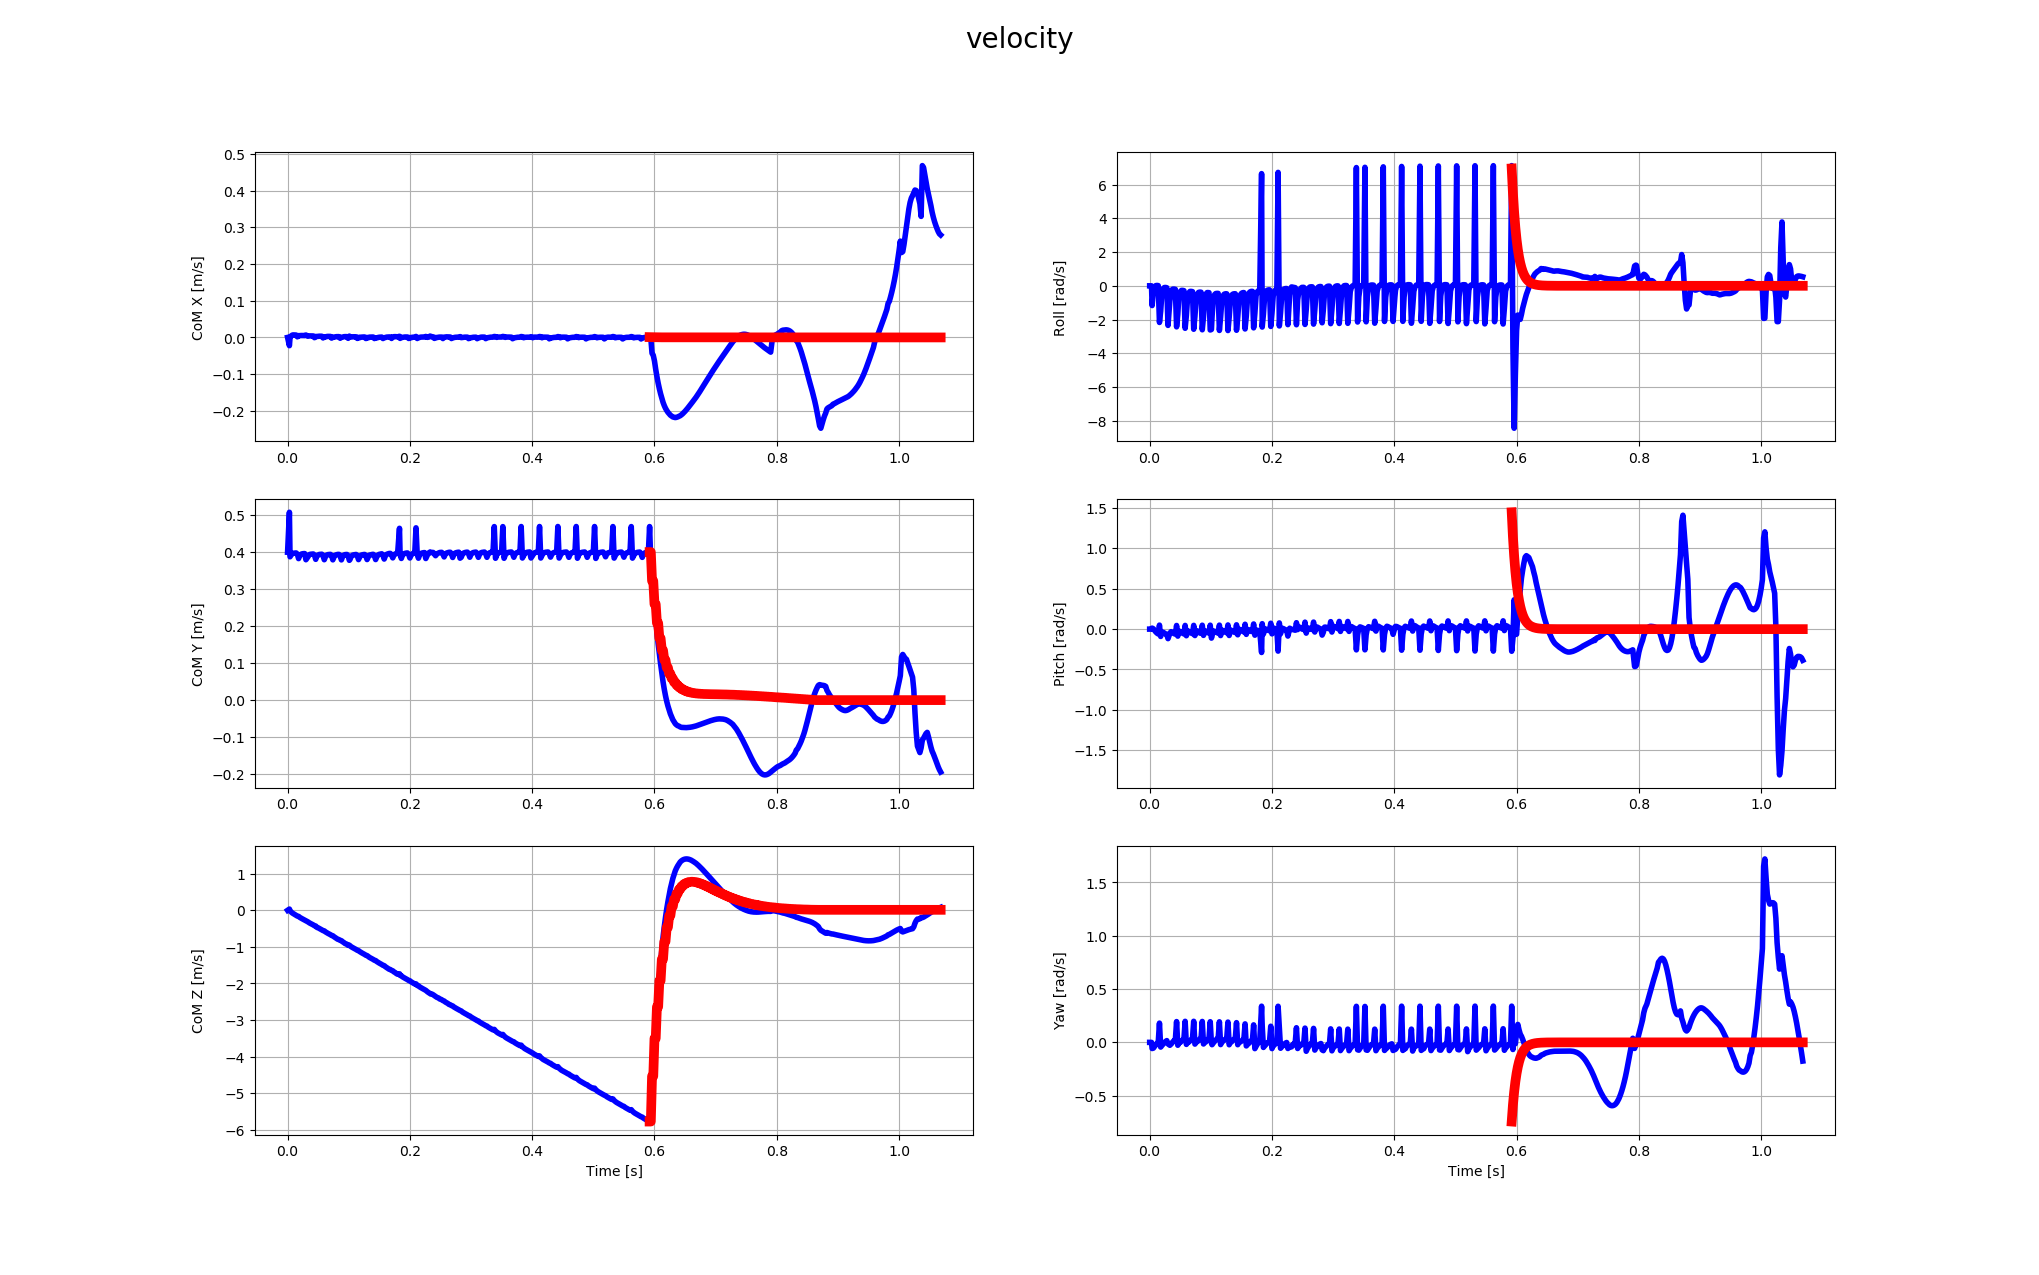 velocity
CoM X [m/s]
0.5
0.4
0.3
0.2
0.1
0.0
−0.1
−0.2
0.0 0.2 0.4 0.6 0.8 1.0
Roll [rad/s]
6
4
2
0
−2
−4
−6
−8
0.0 0.2 0.4 0.6 0.8 1.0
CoM Y [m/s]
0.5
0.4
0.3
0.2
0.1
0.0
−0.1
−0.2
0.0 0.2 0.4 0.6 0.8 1.0
Pitch [rad/s]
1.5
1.0
0.5
0.0
−0.5
−1.0
−1.5
0.0 0.2 0.4 0.6 0.8 1.0
CoM Z [m/s]
1
0
−1
−2
−3
−4
−5
−6
0.0 0.2 0.4 0.6 0.8 1.0
Time [s]
Yaw [rad/s]
1.5
1.0
0.5
0.0
−0.5
0.0 0.2 0.4 0.6 0.8 1.0
Time [s]